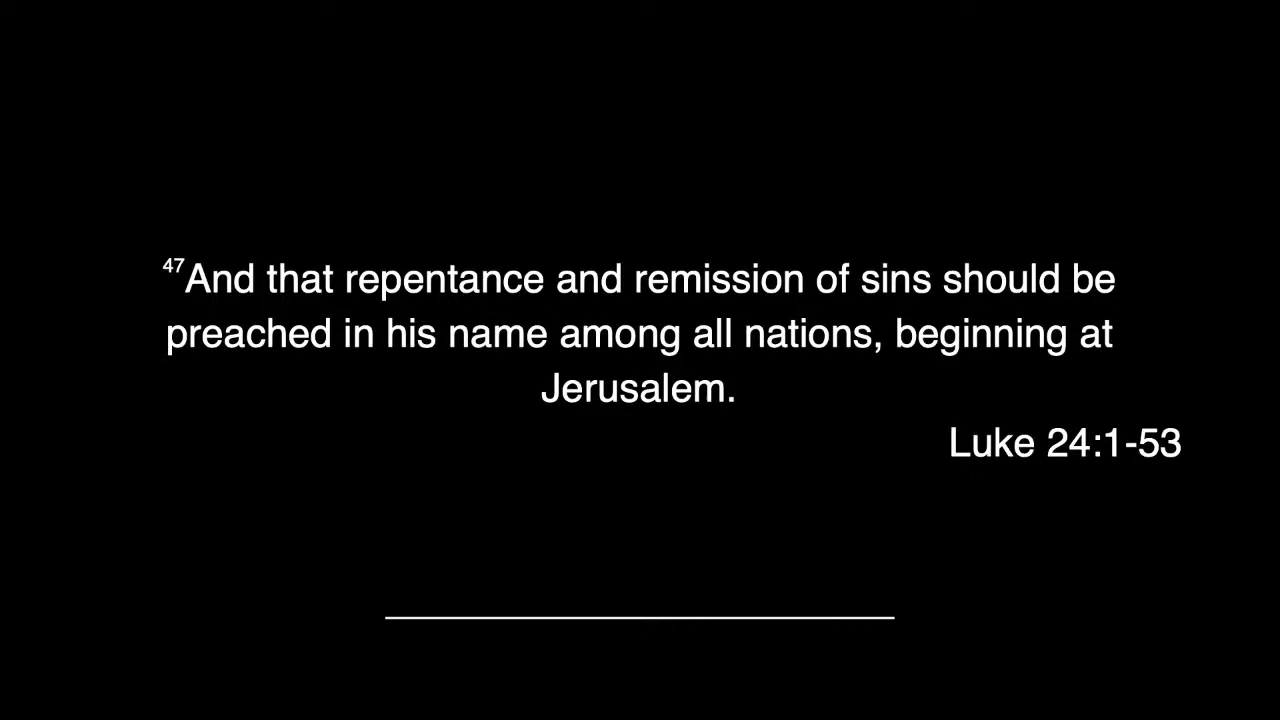 47And that repentance and remission of sins should be
preached in his name among all nations, beginning at
Jerusalem.
Luke 24:1-53